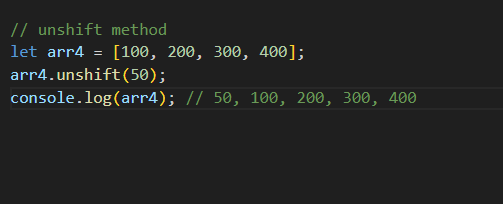 // unshift method
let arr4 = [100, 200, 300, 400];
arr4.unshift(50);
console.log(arr4); // 50, 100, 200, 300, 400